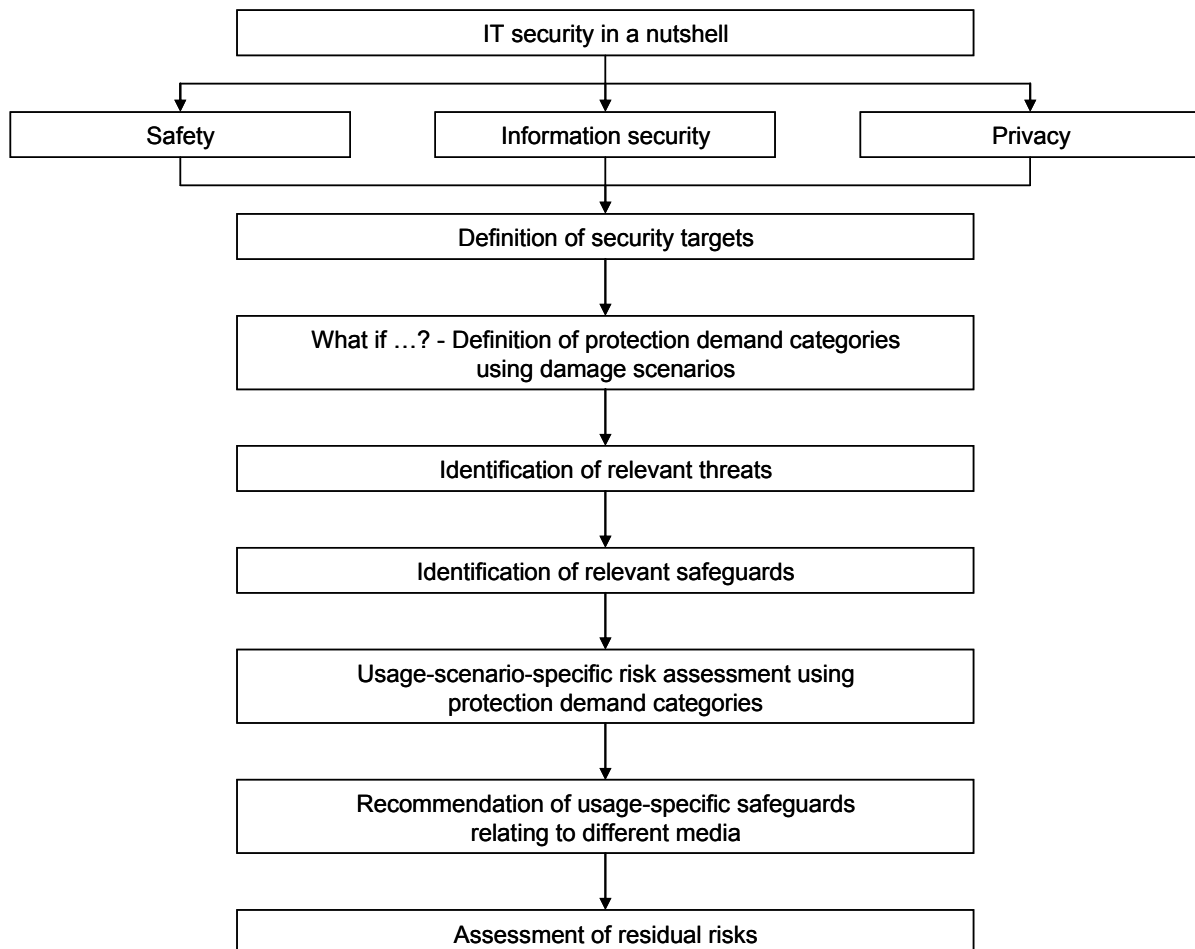 IT security in a nutshell
Safety
Information security
Privacy
Definition of security targets
What if …? - Definition of protection demand categories
using damage scenarios
Identification of relevant threats
Identification of relevant safeguards
Usage-scenario-specific risk assessment using
protection demand categories
Recommendation of usage-specific safeguards
relating to different media
Assessment of residual risks